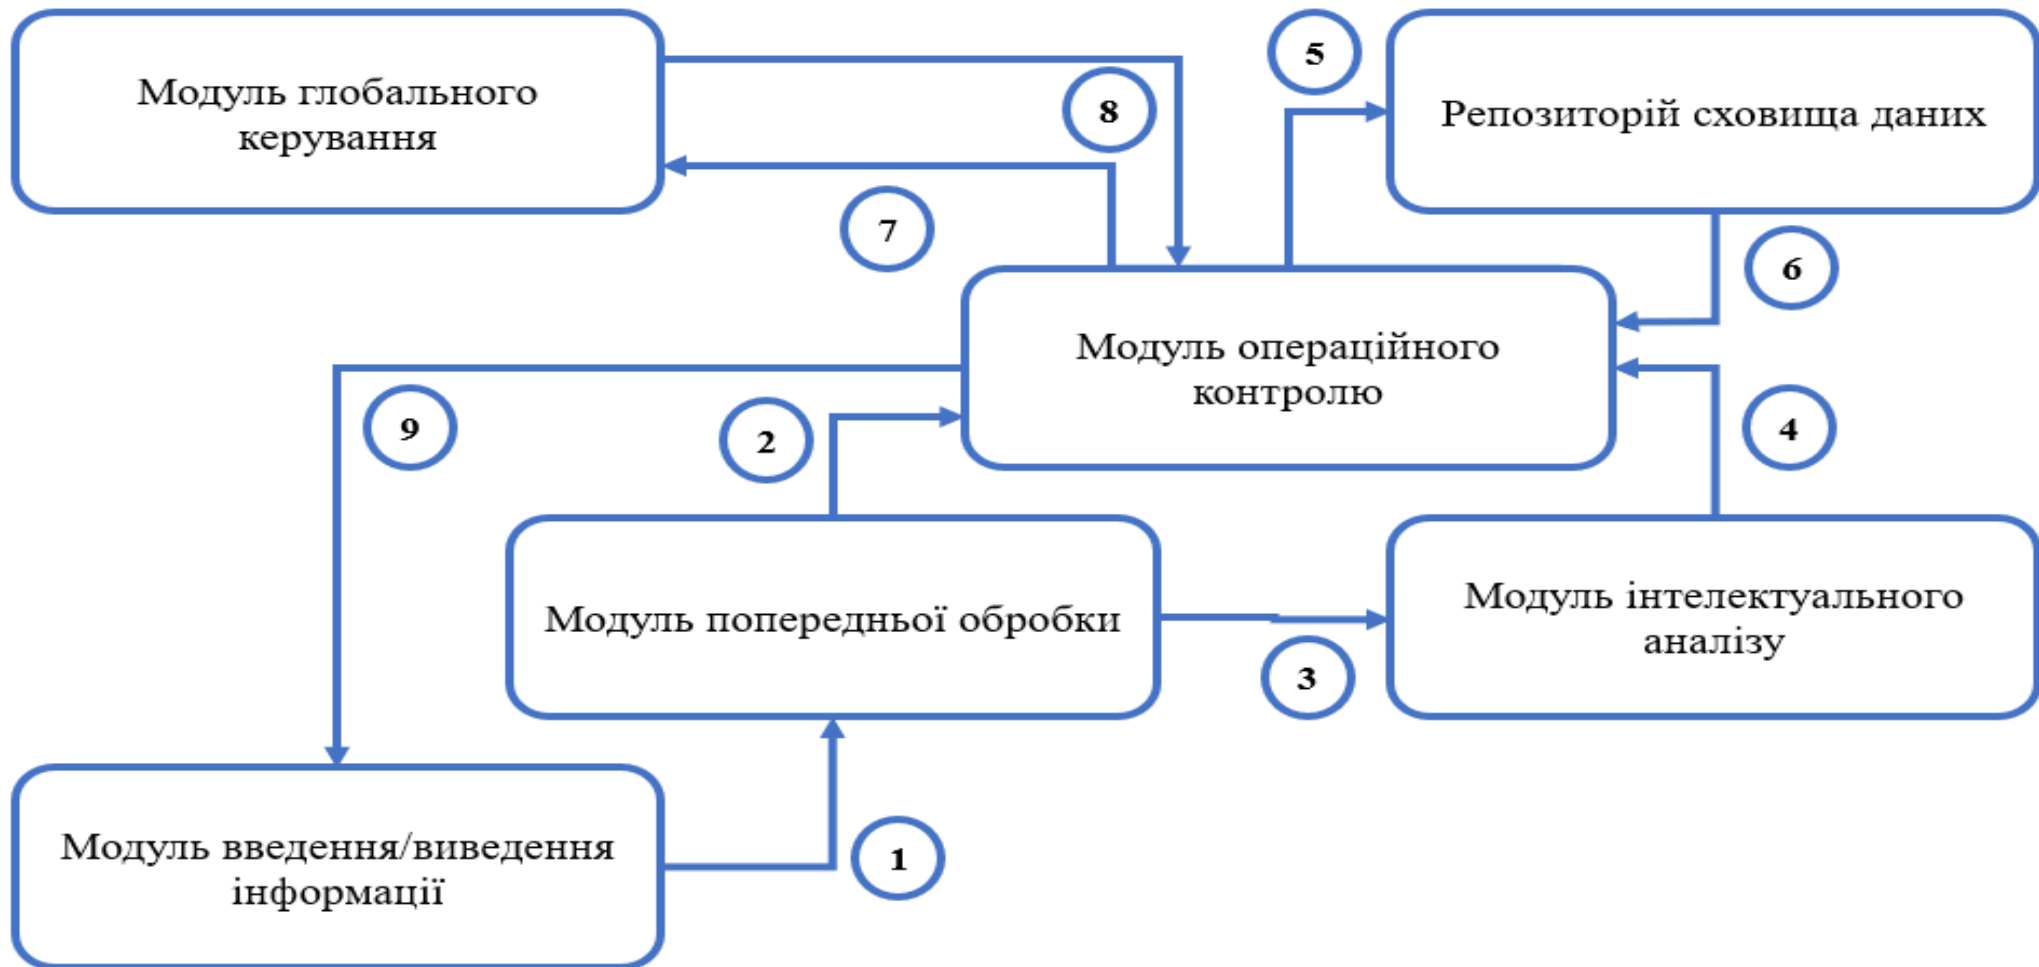 Модуль глобального
керування
5
Репозиторій сховища даних
8
7
6
Модуль операційного
контролю
9
2
4
Модуль попередньої обробки
Модуль інтелектуального
аналізу
3
Модуль введення/виведення
інформації
1